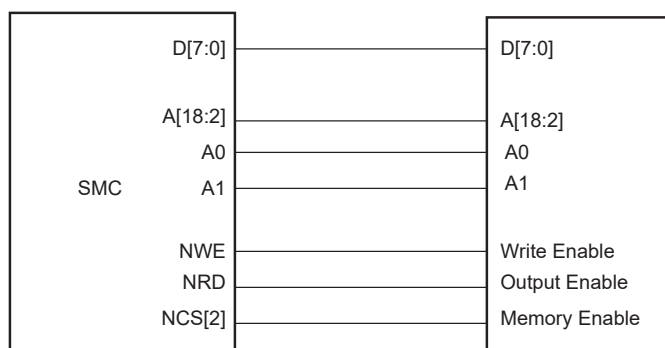 D[7:0] D[7:0]
A[18:2] A[18:2]
A0 A0
SMC A1 A1
NWE Write Enable
NRD Output Enable
NCS[2] Memory Enable